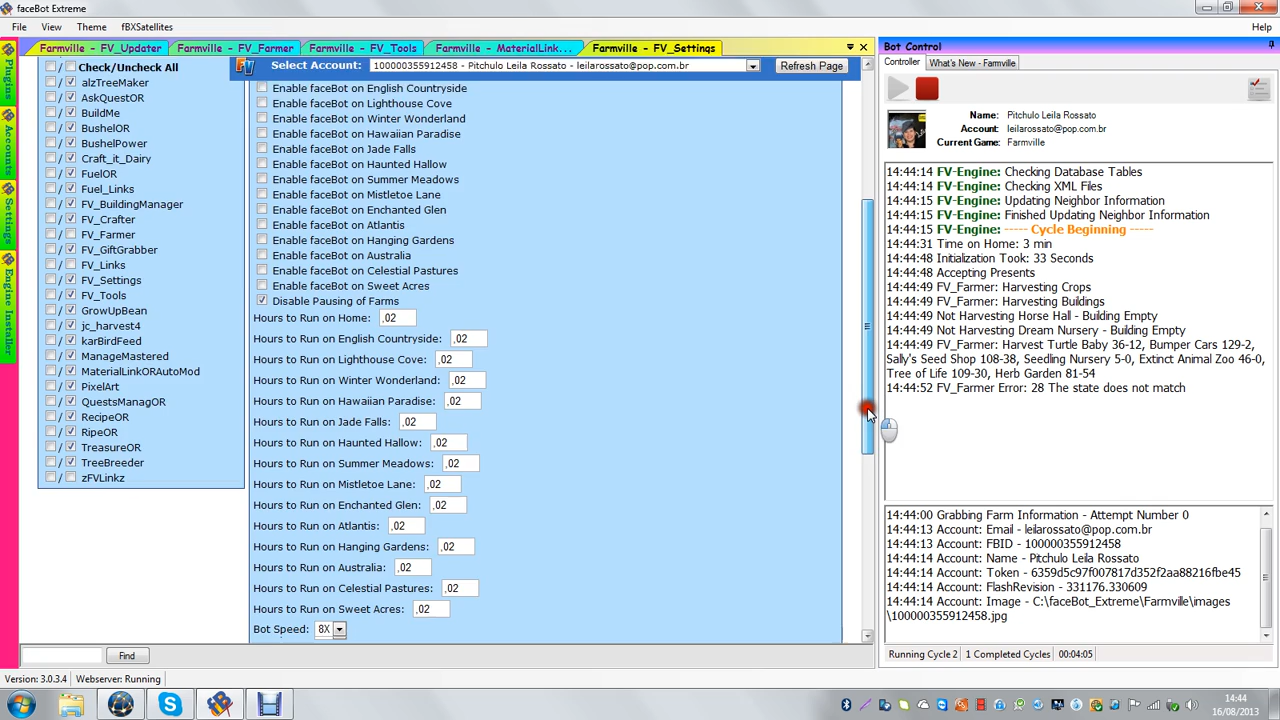 faceBot Extreme
File View Theme fBXSatellites Help
Farmville - FV_Updater Farmville - FV_Farmer Farmville - FV_Tools Farmville - MaterialLink... Farmville - FV_Settings
Plugins
Accounts
Settings
Engine Installer
Select Account: 100000355912458 - Pitchulo Leila Rossato - leilarossato@pop.com.br Refresh Page
/ Check/Uncheck All
/ alzTreeMaker
/ AskQuestOR
/ BuildMe
/ BushelOR
/ BushelPower
/ Craft_it_Dairy
/ FuelOR
/ Fuel_Links
/ FV_BuildingManager
/ FV_Crafter
/ FV_Farmer
/ FV_GiftGrabber
/ FV_Links
/ FV_Settings
/ FV_Tools
/ GrowUpBean
/ jc_harvest4
/ karBirdFeed
/ ManageMastered
/ MaterialLinkORAutoMod
/ PixelArt
/ QuestsManagOR
/ RecipeOR
/ RipeOR
/ TreasureOR
/ TreeBreeder
/ zFVLinkz
Enable faceBot on English Countryside
Enable faceBot on Lighthouse Cove
Enable faceBot on Winter Wonderland
Enable faceBot on Hawaiian Paradise
Enable faceBot on Jade Falls
Enable faceBot on Haunted Hallow
Enable faceBot on Summer Meadows
Enable faceBot on Mistletoe Lane
Enable faceBot on Enchanted Glen
Enable faceBot on Atlantis
Enable faceBot on Hanging Gardens
Enable faceBot on Australia
Enable faceBot on Celestial Pastures
Enable faceBot on Sweet Acres
Disable Pausing of Farms
Hours to Run on Home: ,02
Hours to Run on English Countryside: ,02
Hours to Run on Lighthouse Cove: ,02
Hours to Run on Winter Wonderland: ,02
Hours to Run on Hawaiian Paradise: ,02
Hours to Run on Jade Falls: ,02
Hours to Run on Haunted Hallow: ,02
Hours to Run on Summer Meadows: ,02
Hours to Run on Mistletoe Lane: ,02
Hours to Run on Enchanted Glen: ,02
Hours to Run on Atlantis: ,02
Hours to Run on Hanging Gardens: ,02
Hours to Run on Australia: ,02
Hours to Run on Celestial Pastures: ,02
Hours to Run on Sweet Acres: ,02
Bot Speed: 8X
Find
Bot Control
Controller What's New - Farmville
Name: Pitchulo Leila Rossato
Account: leilarossato@pop.com.br
Current Game: Farmville
14:44:14 FV-Engine: Checking Database Tables
14:44:14 FV-Engine: Checking XML Files
14:44:15 FV-Engine: Updating Neighbor Information
14:44:15 FV-Engine: Finished Updating Neighbor Information
14:44:15 FV-Engine: ----- Cycle Beginning -----
14:44:31 Time on Home: 3 min
14:44:48 Initialization Took: 33 Seconds
14:44:48 Accepting Presents
14:44:49 FV_Farmer: Harvesting Crops
14:44:49 FV_Farmer: Harvesting Buildings
14:44:49 Not Harvesting Horse Hall - Building Empty
14:44:49 Not Harvesting Dream Nursery - Building Empty
14:44:49 FV_Farmer: Harvest Turtle Baby 36-12, Bumper Cars 129-2,
Sally's Seed Shop 108-38, Seedling Nursery 5-0, Extinct Animal Zoo 46-0,
Tree of Life 109-30, Herb Garden 81-54
14:44:52 FV_Farmer Error: 28 The state does not match
14:44:00 Grabbing Farm Information - Attempt Number 0
14:44:13 Account: Email - leilarossato@pop.com.br
14:44:13 Account: FBID - 100000355912458
14:44:14 Account: Name - Pitchulo Leila Rossato
14:44:14 Account: Token - 6359d5c97f007817d352f2aa88216fbe45
14:44:14 Account: FlashRevision - 331176.330609
14:44:14 Account: Image - C:\faceBot_Extreme\Farmville\images
\100000355912458.jpg
Running Cycle 2 1 Completed Cycles 00:04:05
Version: 3.0.3.4 Webserver: Running
14:44
16/08/2013